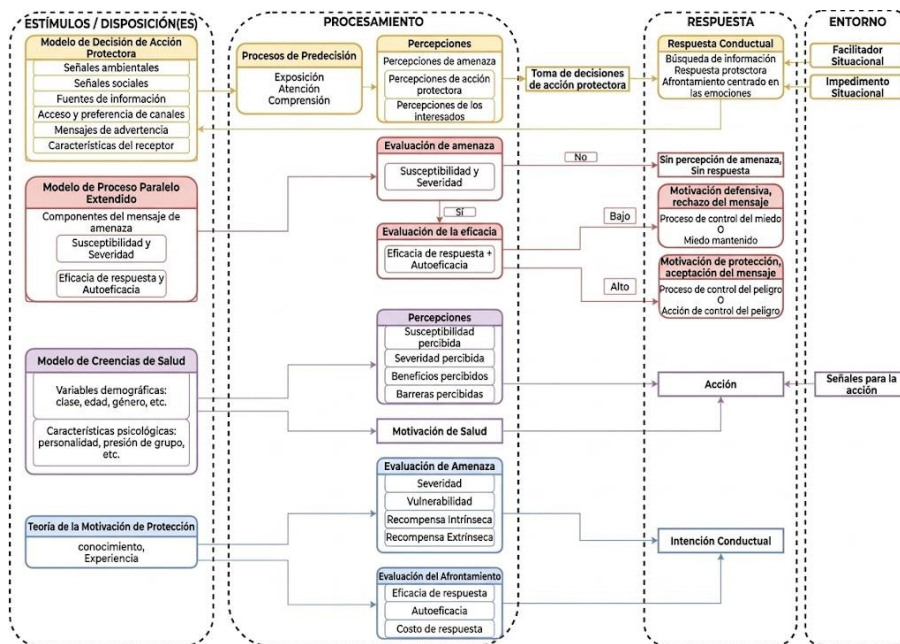 ESTÍMULOS / DISPOSICIÓN(ES)
PROCESAMIENTO
RESPUESTA
ENTORNO
Modelo de Decisión de Acción
Protectora
Señales ambientales
Señales sociales
Fuentes de información
Acceso y preferencia de canales
Mensajes de advertencia
Características del receptor
Procesos de Predecisión
Exposición
Atención
Comprensión
Percepciones
Percepciones de amenaza
Percepciones de acción
protectora
Percepciones de los
interesados
Toma de decisiones
de acción protectora
Respuesta Conductual
Búsqueda de información
Respuesta protsctora
Afrontamiento centrado en
las emociones
Facilitador
Situacional
Impedimento
Situacional
Modelo de Proceso Paralelo
Extendido
Componentes del mensaje de
amenaza
Susceptibilidad y
Severidad
Eficacia de respuesta y
Autoeficacia
Evaluación de amenaza
Susceptibilidad y
Severidad
No
Sin percepción de amenaza,
Sin respuesta
Sí
Evaluación de la eficacia
Eficacia de respuesta +
Autoeficacia
Bajo
Motivación defensiva,
rechazo del mensaje
Proceso de control del miedo
O
Miedo mantenido
Alto
Motivación de protección,
aceptación del mensaje
Proceso de control del peligro
O
Acción de control del peligro
Modelo de Creencias de Salud
Variables demográficas:
clase, edad, género, etc.
Características psicológicas:
personalidad, presión de grupo,
etc.
Percepciones
Susceptibilidad
percibida
Severidad percibida
Beneficios percibidos
Barreras percibidas
Motivación de Salud
Acción
Señales para la
acción
Teoría de la Motivación de Protección
conocimiento,
Experiencia
Evaluación de Amenaza
Severidad
Vulnerabilidad
Recompensa Intrínseca
Recompensa Extrínseca
Evaluación del Afrontamiento
Eficacia de respuesta
Autoeficacia
Costo de respuesta
Intención Conductual